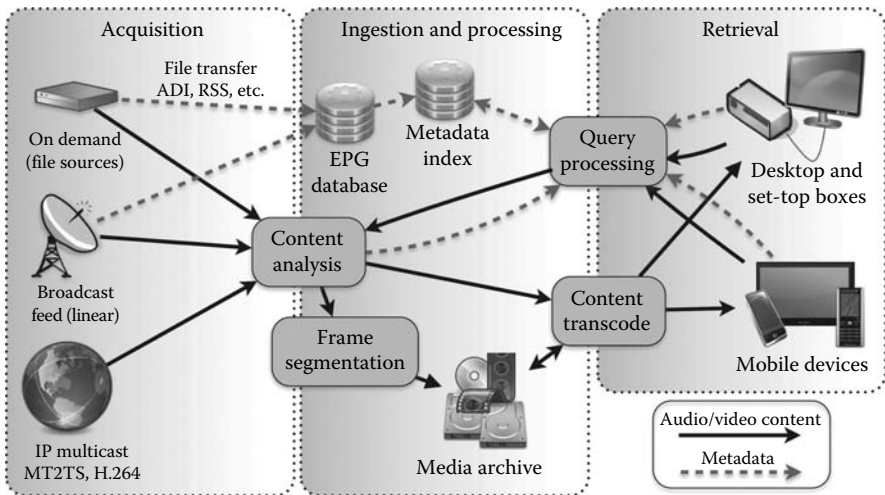 Acquisition
Ingestion and processing
Retrieval
File transfer
ADI, RSS, etc.
On demand
(file sources)
EPG
database
Metadata
index
Query
processing
Desktop and
set-top boxes
Content
analysis
Broadcast
feed (linear)
Content
transcode
Frame
segmentation
Mobile devices
IP multicast
MT2TS, H.264
Media archive
Audio/video content
Metadata